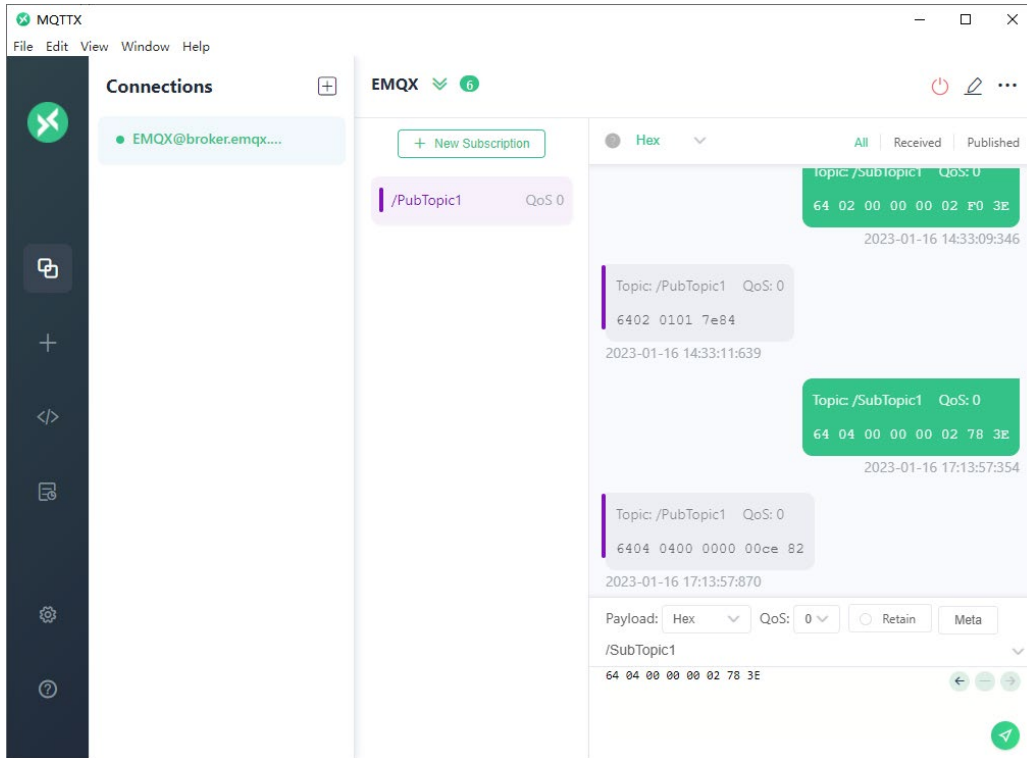 MQTTX
File Edit View Window Help
Connections
EMQX@broker.emqx....
EMQX 6
+ New Subscription
/PubTopic1 QoS 0
Hex
All Received Published
Topic: /SubTopic1 QoS: 0
64 02 00 00 00 02 F0 3E
2023-01-16 14:33:09:346
Topic: /PubTopic1 QoS: 0
6402 0101 7e84
2023-01-16 14:33:11:639
Topic: /SubTopic1 QoS: 0
64 04 00 00 00 02 78 3E
2023-01-16 17:13:57:354
Topic: /PubTopic1 QoS: 0
6404 0400 0000 00ce 82
2023-01-16 17:13:57:870
Payload: Hex QoS: 0 Retain Meta
/SubTopic1
64 04 00 00 00 02 78 3E